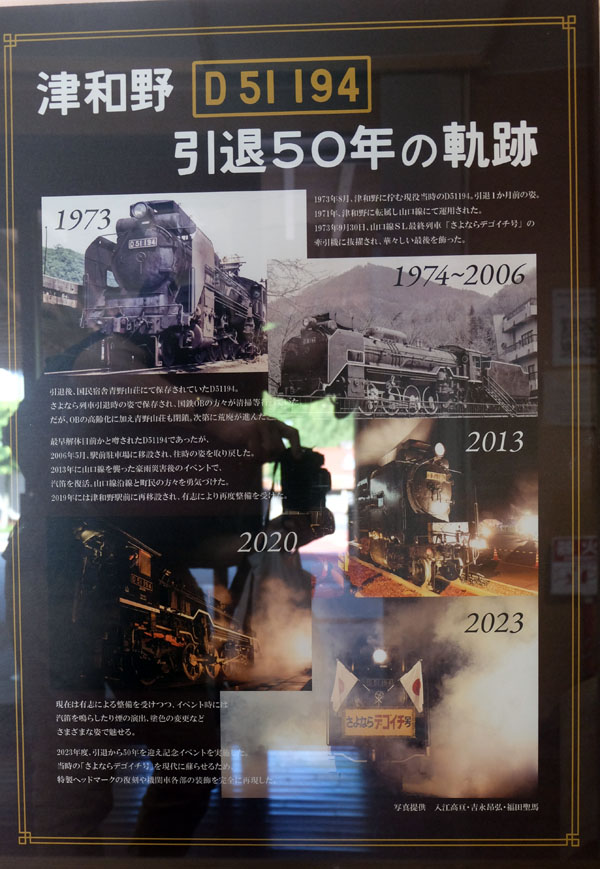 津和野 D51 194
引退50年の軌跡
1973
1973年8月、津和野に佇む現役当時のD51194。引退1か月前の姿。
1971年、津和野に転属し山口線にて運用された。
1973年9月30日、山口線SL最終列車「さよならデゴイチ号」の
牽引機に抜擢され、華々しい最後を飾った。
D51194
1974~2006
引退後、国民宿舎青野山荘にて保存されていたD51194。
さよなら列車引退時の姿で保存され、国鉄OBの方々が清掃等
だが、OBの高齢化に加え青野山荘も閉鎖。次第に荒廃が進んだ
最早解体目前かと噂されたD51194であったが、
2006年5月、駅前駐車場に移設され、往時の姿を取り戻した。
2013年に山口線を襲った豪雨災害後のイベントで、
汽笛を復活、山口線沿線と町民の方々を勇気づけた。
2019年には津和野駅前に再移設され、有志により再度整備を受けた。
2013
2020
2023
さよなら デゴイチ号
現在は有志による整備を受けつつ、イベント時には
汽笛を鳴らしたり煙の演出、塗色の変更など
さまざまな姿で魅せる。
2023年度、引退から50年を迎え記念イベントを実施した。
当時の「さよならデゴイチ号」を現代に蘇らせるため、
特製ヘッドマークの復刻や機関車各部の装飾を完全に再現した。
写真提供 入江高亘・吉永昂弘・福田聖馬